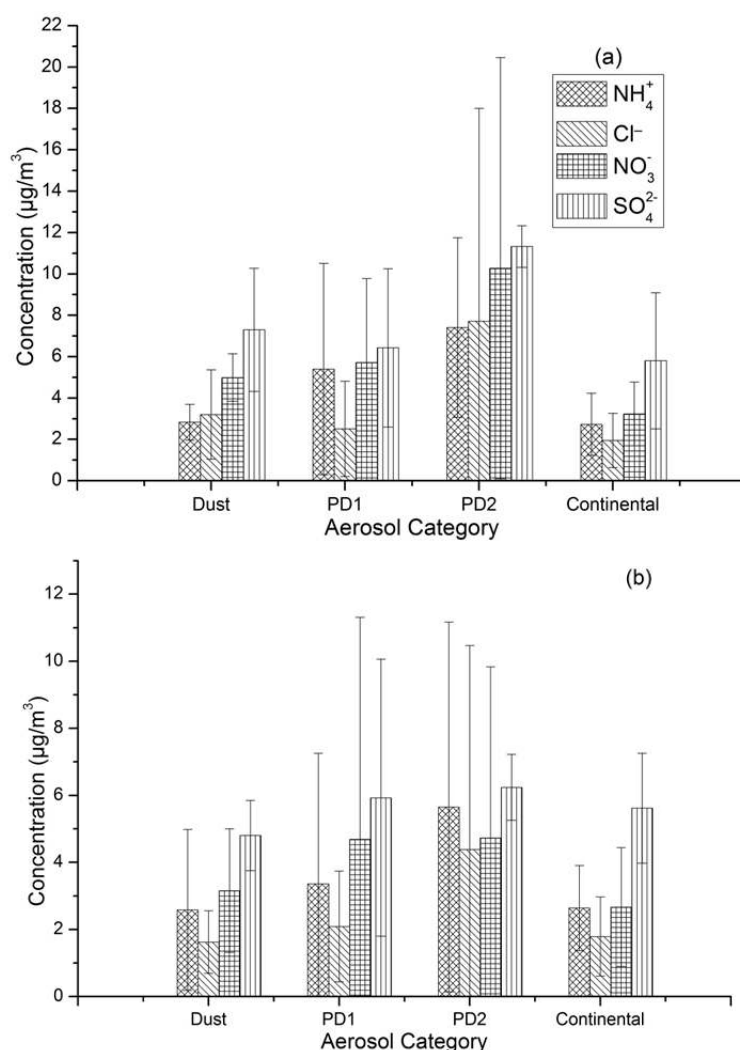 22
20
18
16
14
12
10
8
6
4
2
0
Concentration (µg/m³)
(a)
NH₄⁺
Cl⁻
NO₃⁻
SO₄²⁻
Dust PD1 PD2 Continental
Aerosol Category
12
10
8
6
4
2
0
Concentration (µg/m³)
(b)
Dust PD1 PD2 Continental
Aerosol Category